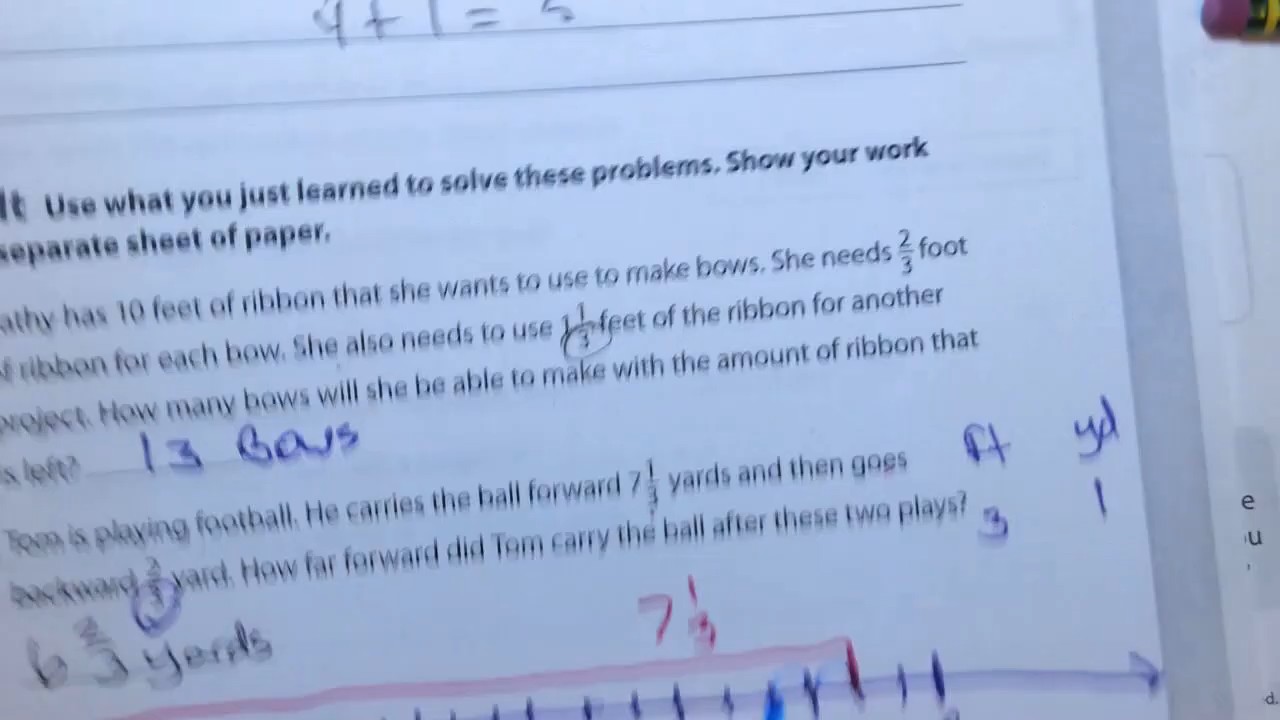 4 + 1 = 5
It Use what you just learned to solve these problems. Show your work
separate sheet of paper.
athy has 10 feet of ribbon that she wants to use to make bows. She needs 2/3 foot
f ribbon for each bow. She also needs to use 1 1/3 feet of the ribbon for another
project. How many bows will she be able to make with the amount of ribbon that
is left? 13 Bows
Tom is playing football. He carries the ball forward 7 1/3 yards and then goes
backward 2/3 yard. How far forward did Tom carry the ball after these two plays?
ft yd
3 1
6 2/3 yerds
7 1/3
e
u
d.